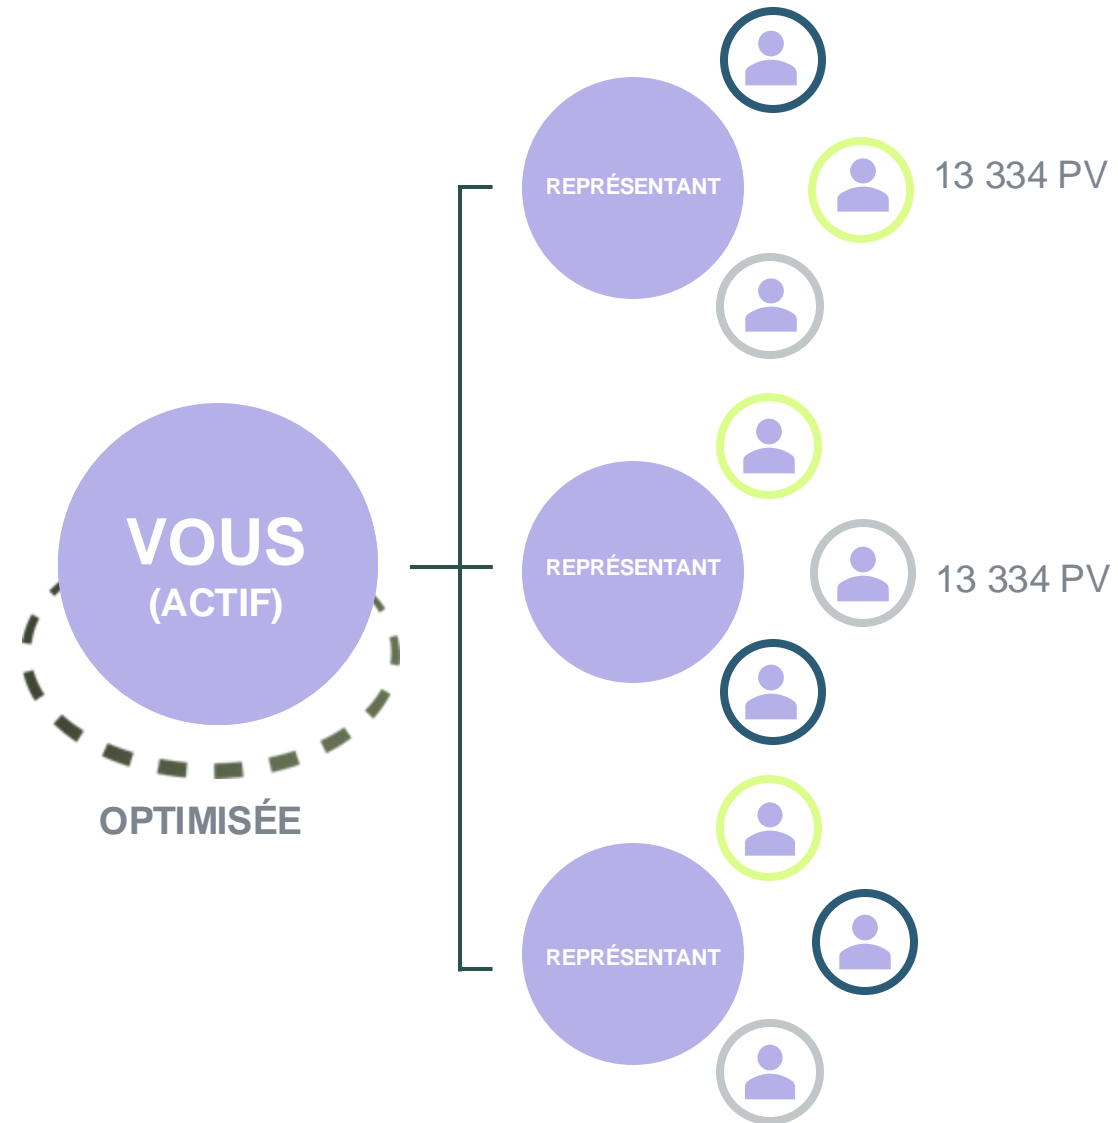 REPRÉSENTANT
13 334 PV
VOUS
(ACTIF)
REPRÉSENTANT
13 334 PV
OPTIMISÉE
REPRÉSENTANT